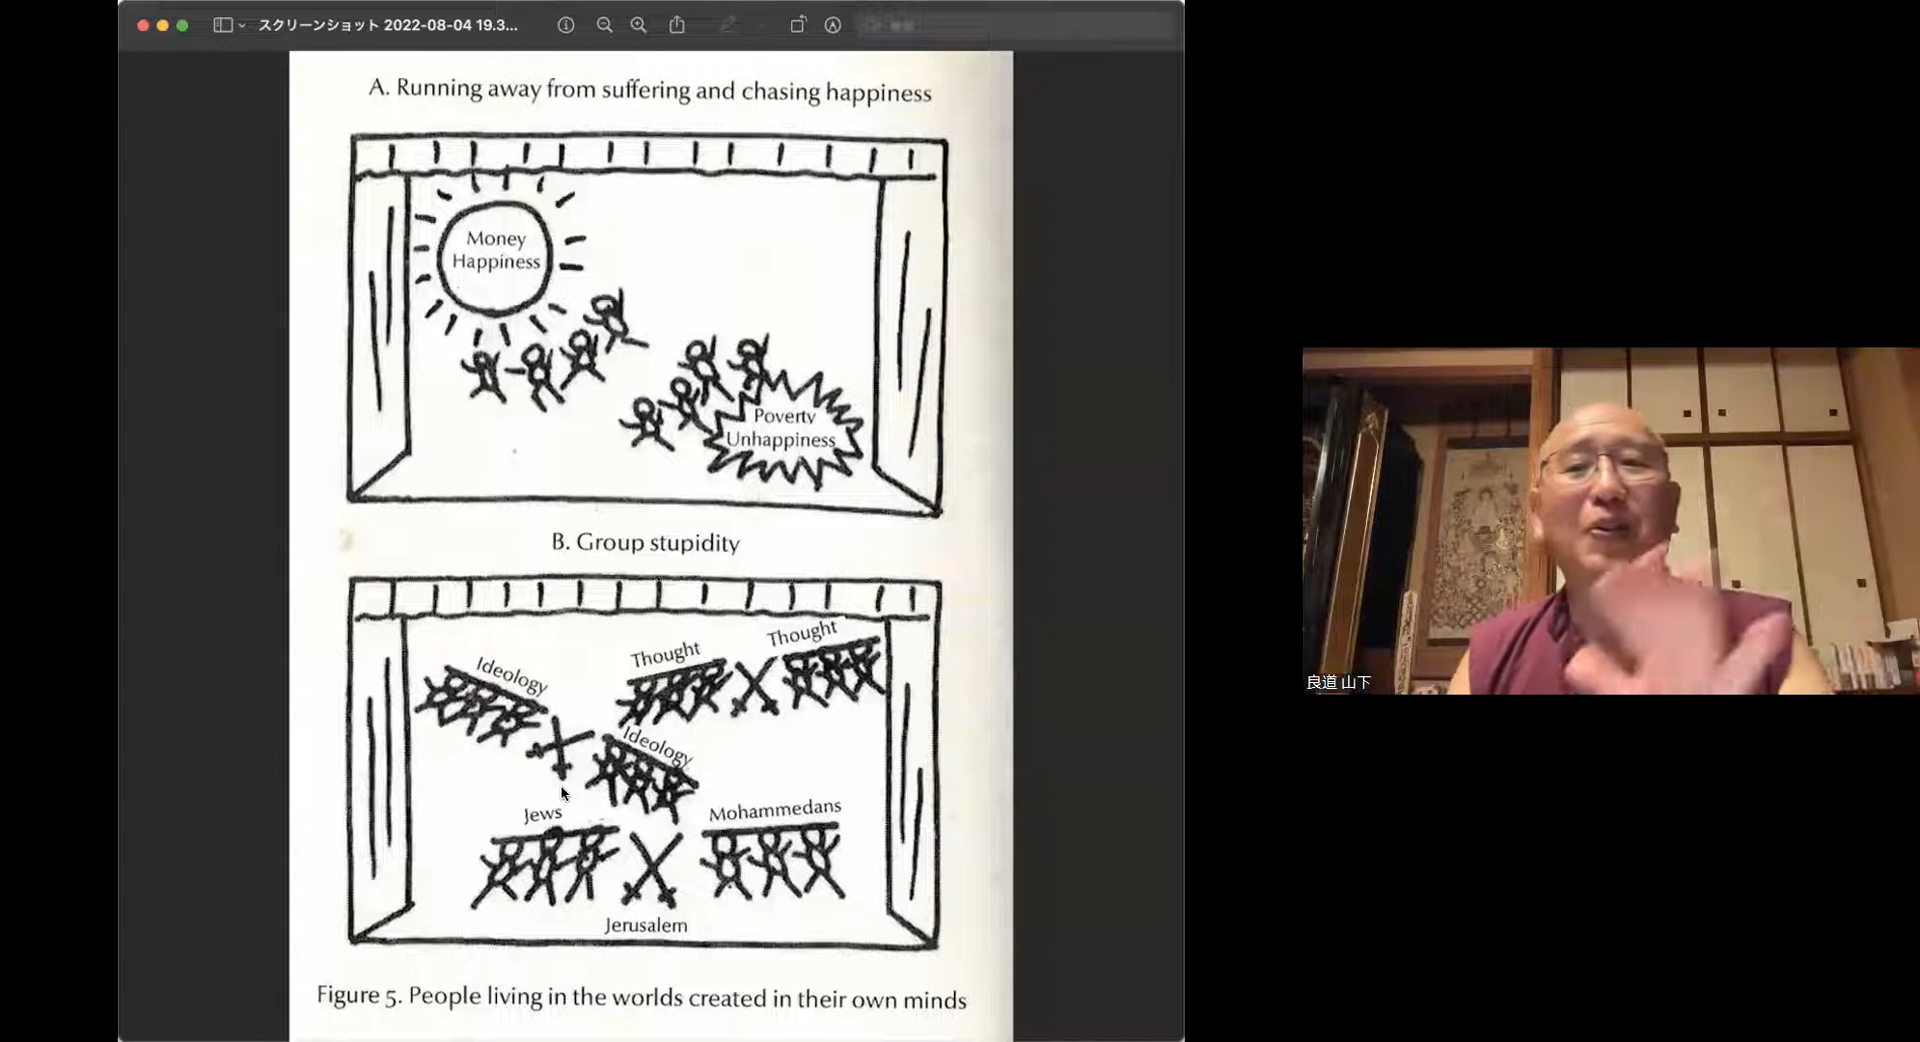 スクリーンショット 2022-08-04 19.3...
A. Running away from suffering and chasing happiness
Money
Happiness
Poverty
Unhappiness
B. Group stupidity
Ideology
Thought
Thought
Ideology
Jews
Mohammedans
Jerusalem
Figure 5. People living in the worlds created in their own minds
良道 山下